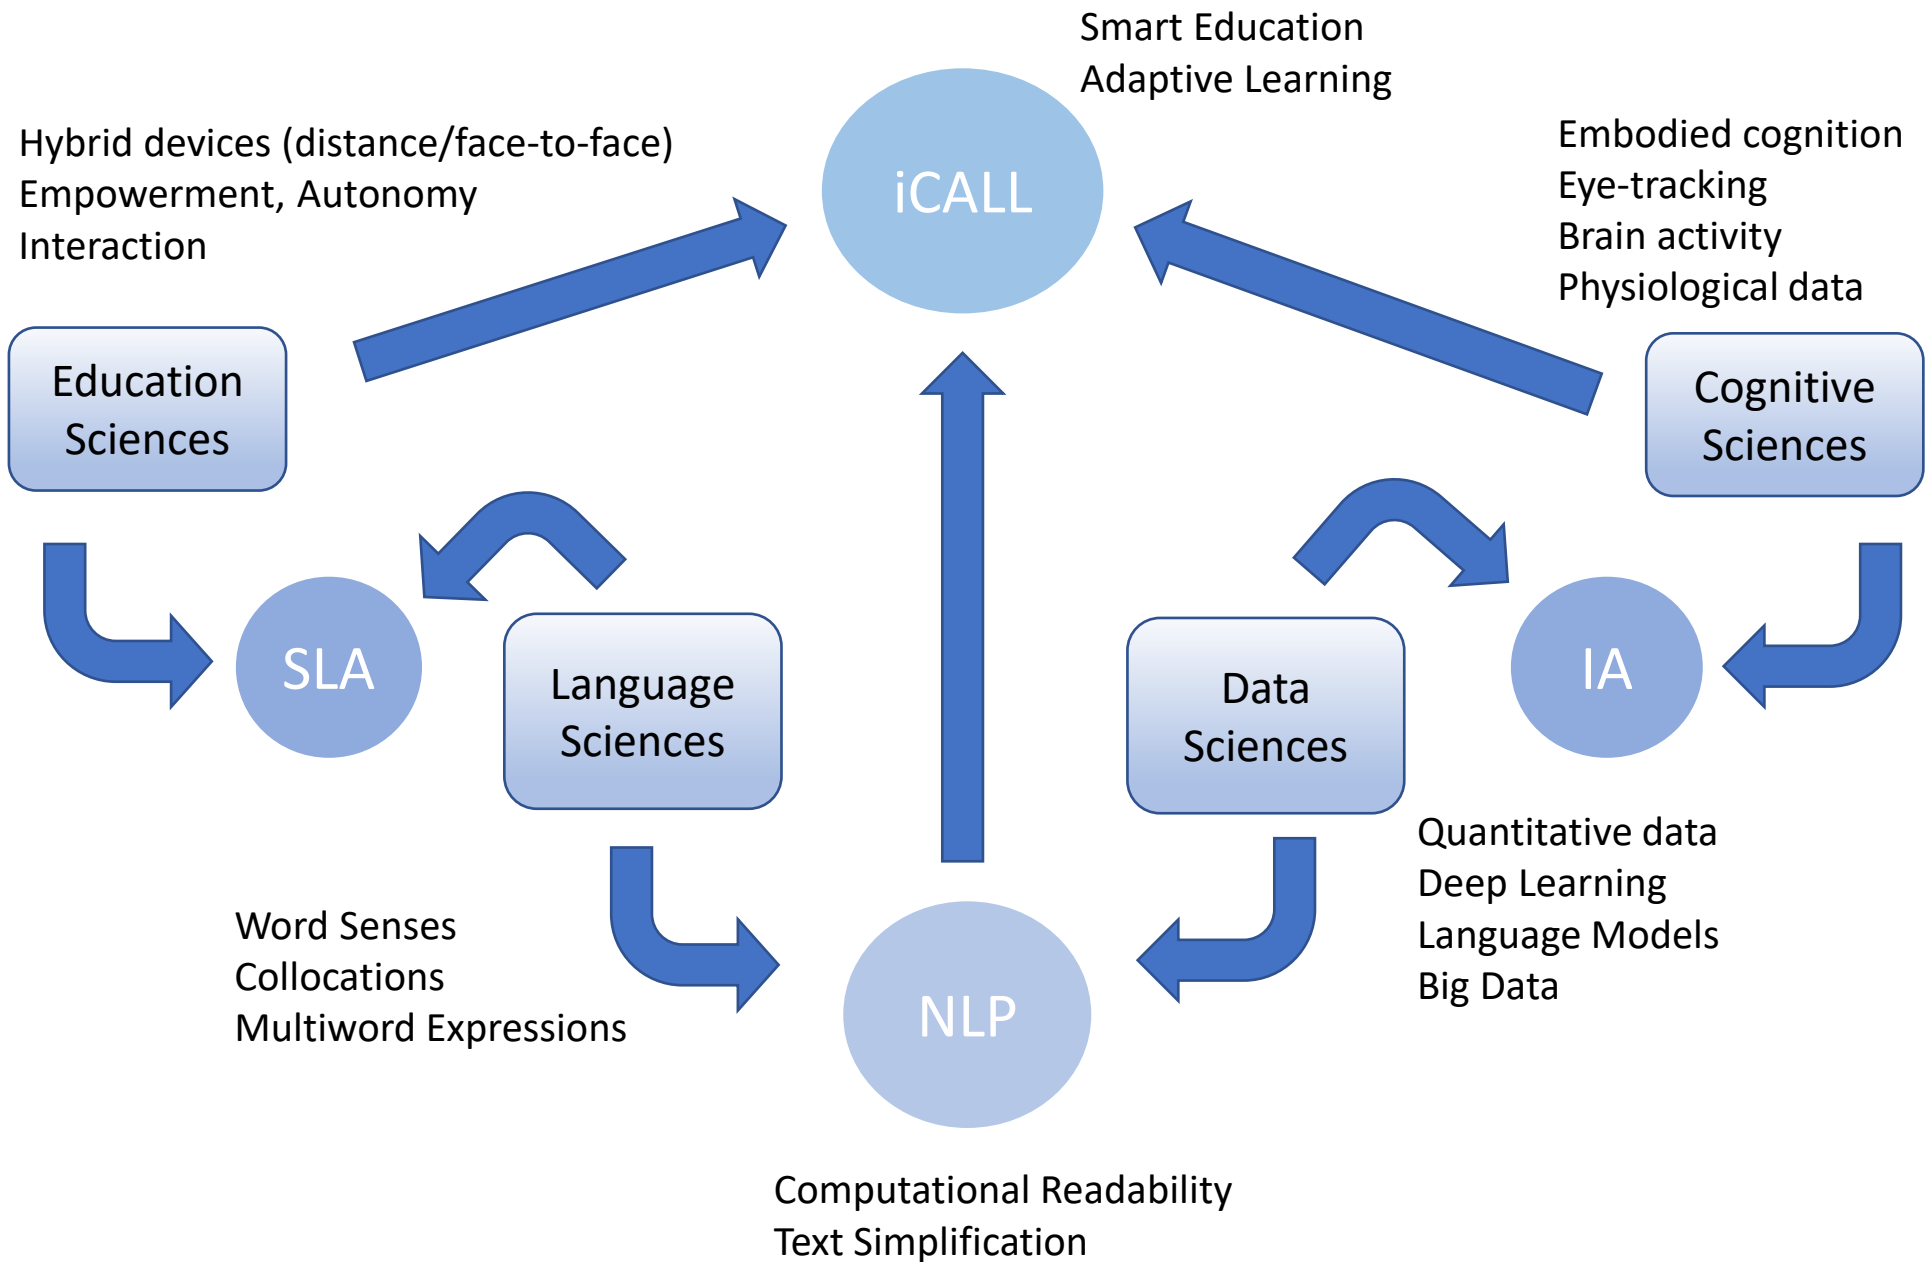 Smart Education
Adaptive Learning
iCALL
Hybrid devices (distance/face-to-face)
Empowerment, Autonomy
Interaction
Embodied cognition
Eye-tracking
Brain activity
Physiological data
Education
Sciences
Cognitive
Sciences
SLA
Language
Sciences
Data
Sciences
IA
Word Senses
Collocations
Multiword Expressions
Quantitative data
Deep Learning
Language Models
Big Data
NLP
Computational Readability
Text Simplification